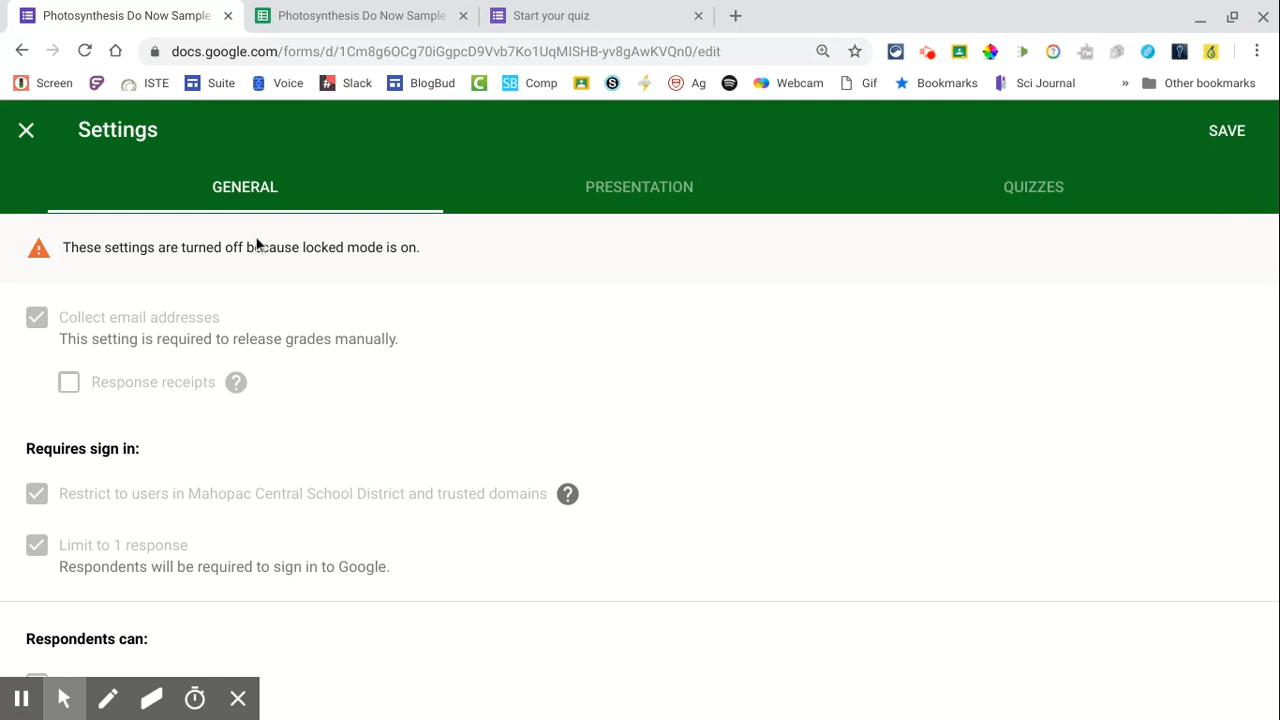 Photosynthesis Do Now Sample
Photosynthesis Do Now Sample
Start your quiz
docs.google.com/forms/d/1Cm8g6OCg70iGgpcD9Vvb7Ko1UqMISHB-yv8gAwKVQn0/edit
Screen ISTE Suite Voice Slack BlogBud SB Comp Ag Webcam Gif Bookmarks Sci Journal » Other bookmarks
Settings
SAVE
GENERAL PRESENTATION QUIZZES
These settings are turned off because locked mode is on.
Collect email addresses
This setting is required to release grades manually.
Response receipts ?
Requires sign in:
Restrict to users in Mahopac Central School District and trusted domains ?
Limit to 1 response
Respondents will be required to sign in to Google.
Respondents can: